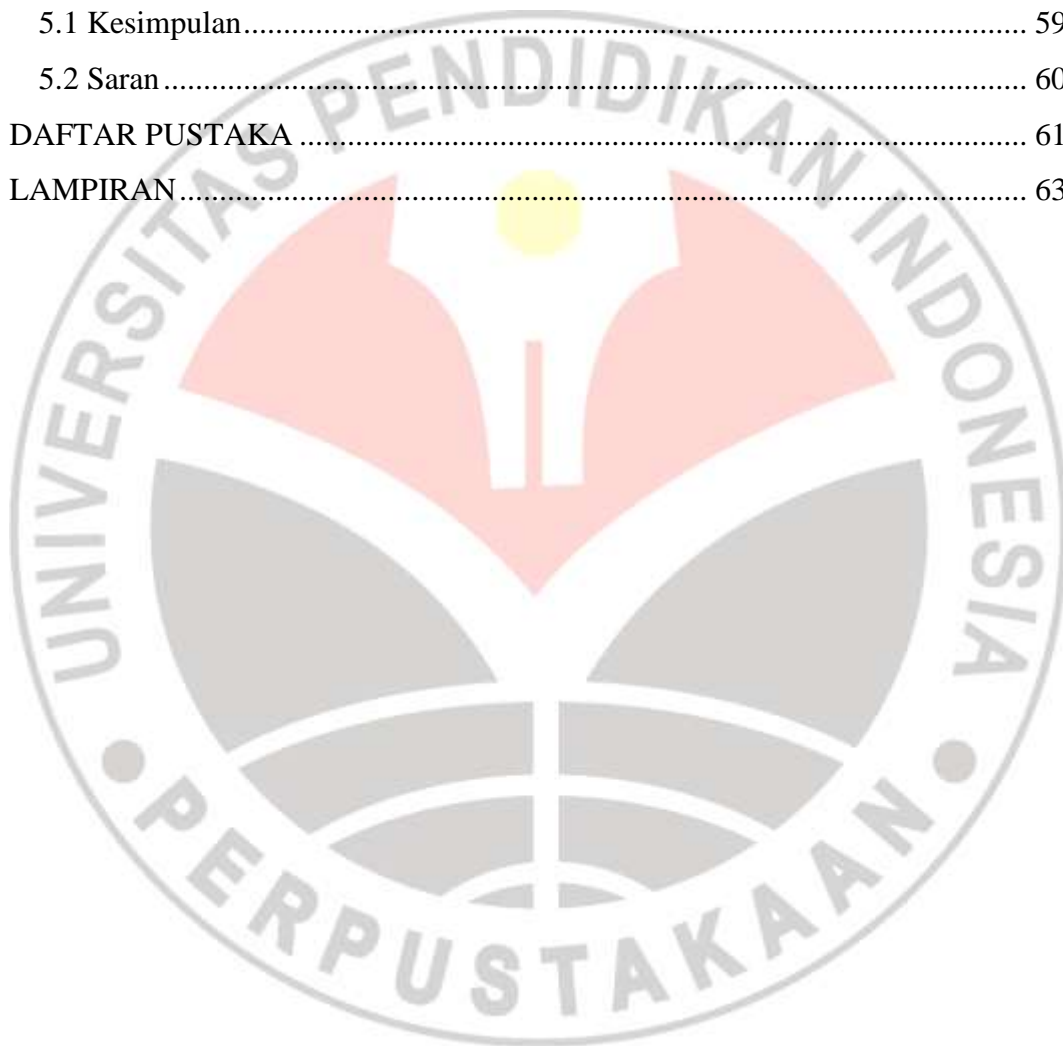 5.1 Kesimpulan................................................................................................ 59
5.2 Saran.......................................................................................................... 60
DAFTAR PUSTAKA ........................................................................................... 61
LAMPIRAN.......................................................................................................... 63
UNIVERSITAS PENDIDIKAN INDONESIA
PERPUSTAKAAN